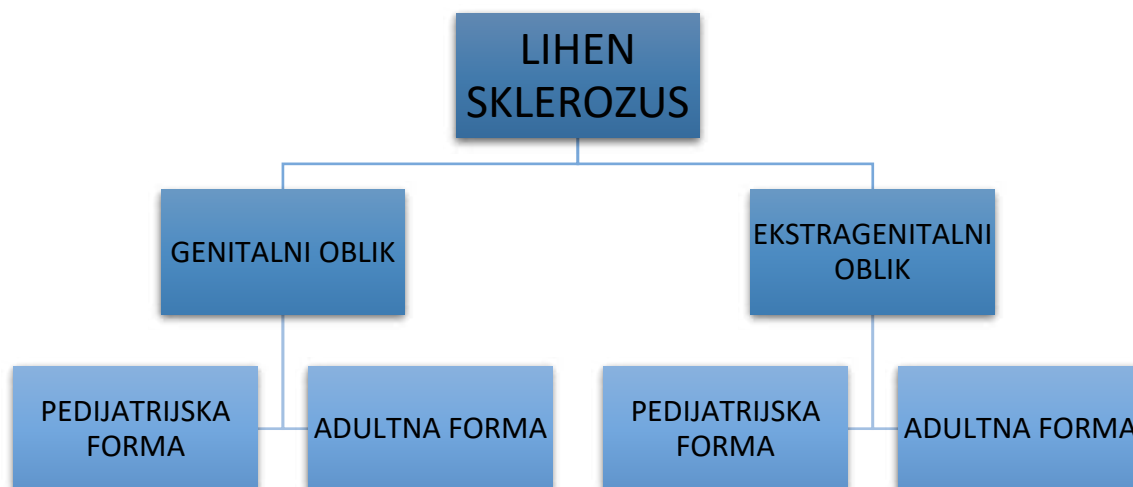 LIHEN
SKLEROZUS
GENITALNI OBLIK
EKSTRAGENITALNI
OBLIK
PEDIJATRIJSKA
FORMA
ADULTNA FORMA
PEDIJATRIJSKA
FORMA
ADULTNA FORMA